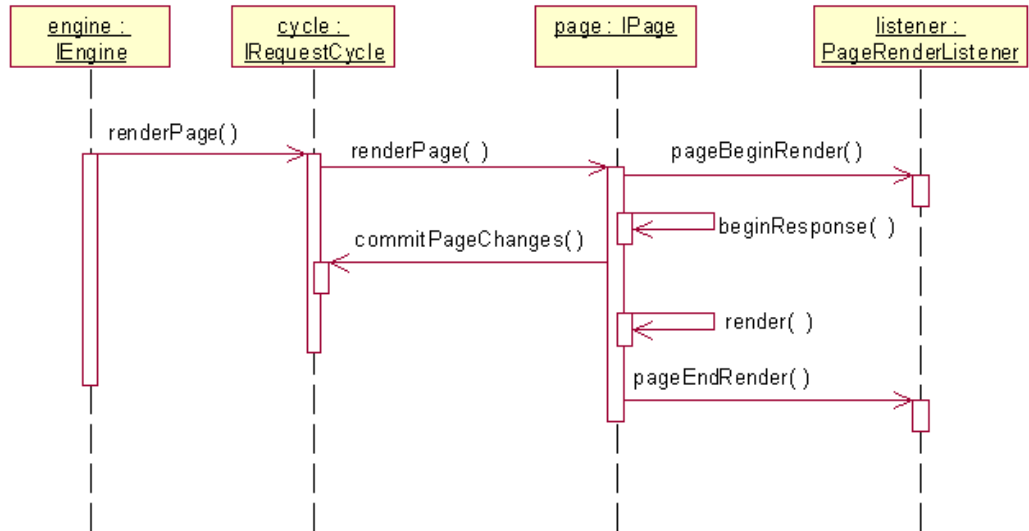 engine :
IEngine
cycle :
IRequestCycle
page : IPage
listener :
PageRenderListener
renderPage()
renderPage( )
pageBeginRender()
beginResponse( )
commitPageChanges()
render( )
pageEndRender()